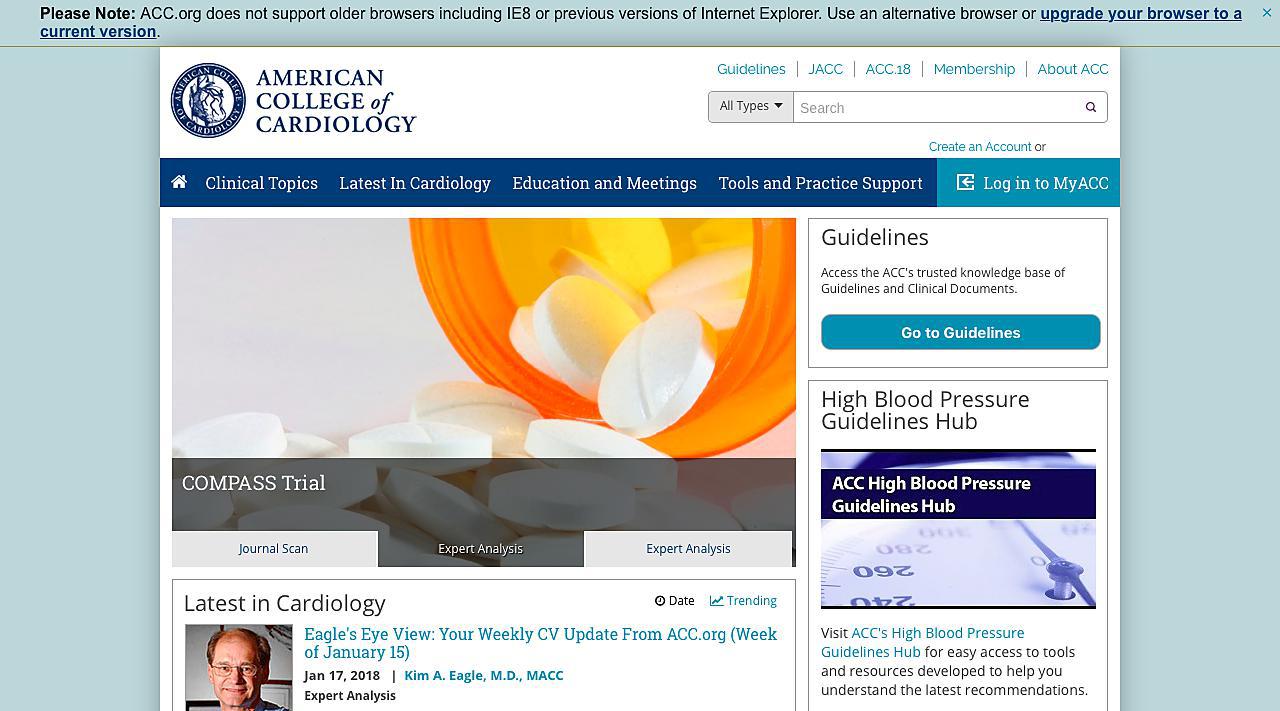 Please Note: ACC.org does not support older browsers including IE8 or previous versions of Internet Explorer. Use an alternative browser or upgrade your browser to a
current version.
×
AMERICAN
COLLEGE of
CARDIOLOGY
Guidelines
JACC
ACC.18
Membership
About ACC
All Types
Search
Create an Account or
Clinical Topics
Latest In Cardiology
Education and Meetings
Tools and Practice Support
Log in to MyACC
COMPASS Trial
Journal Scan
Expert Analysis
Expert Analysis
Guidelines
Access the ACC's trusted knowledge base of
Guidelines and Clinical Documents.
Go to Guidelines
High Blood Pressure
Guidelines Hub
ACC High Blood Pressure
Guidelines Hub
300
280
260
240
Visit ACC's High Blood Pressure
Guidelines Hub for easy access to tools
and resources developed to help you
understand the latest recommendations.
Latest in Cardiology
Date
Trending
Eagle's Eye View: Your Weekly CV Update From ACC.org (Week
of January 15)
Jan 17, 2018 | Kim A. Eagle, M.D., MACC
Expert Analysis